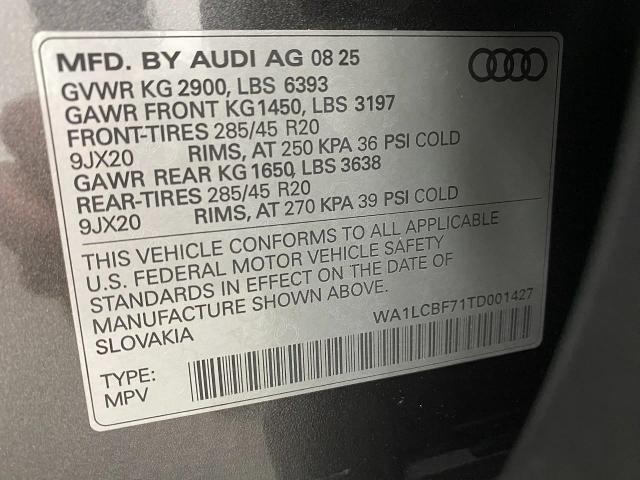 MFD. BY AUDI AG 08 25
GVWR KG 2900, LBS 6393
GAWR FRONT KG1450, LBS 3197
FRONT-TIRES 285/45 R20
9JX20 RIMS, AT 250 KPA 36 PSI COLD
GAWR REAR KG 1650, LBS 3638
REAR-TIRES 285/45 R20
9JX20 RIMS, AT 270 KPA 39 PSI COLD
THIS VEHICLE CONFORMS TO ALL APPLICABLE
U.S. FEDERAL MOTOR VEHICLE SAFETY
STANDARDS IN EFFECT ON THE DATE OF
MANUFACTURE SHOWN ABOVE.
SLOVAKIA
WA1LCBF71TD001427
TYPE:
MPV